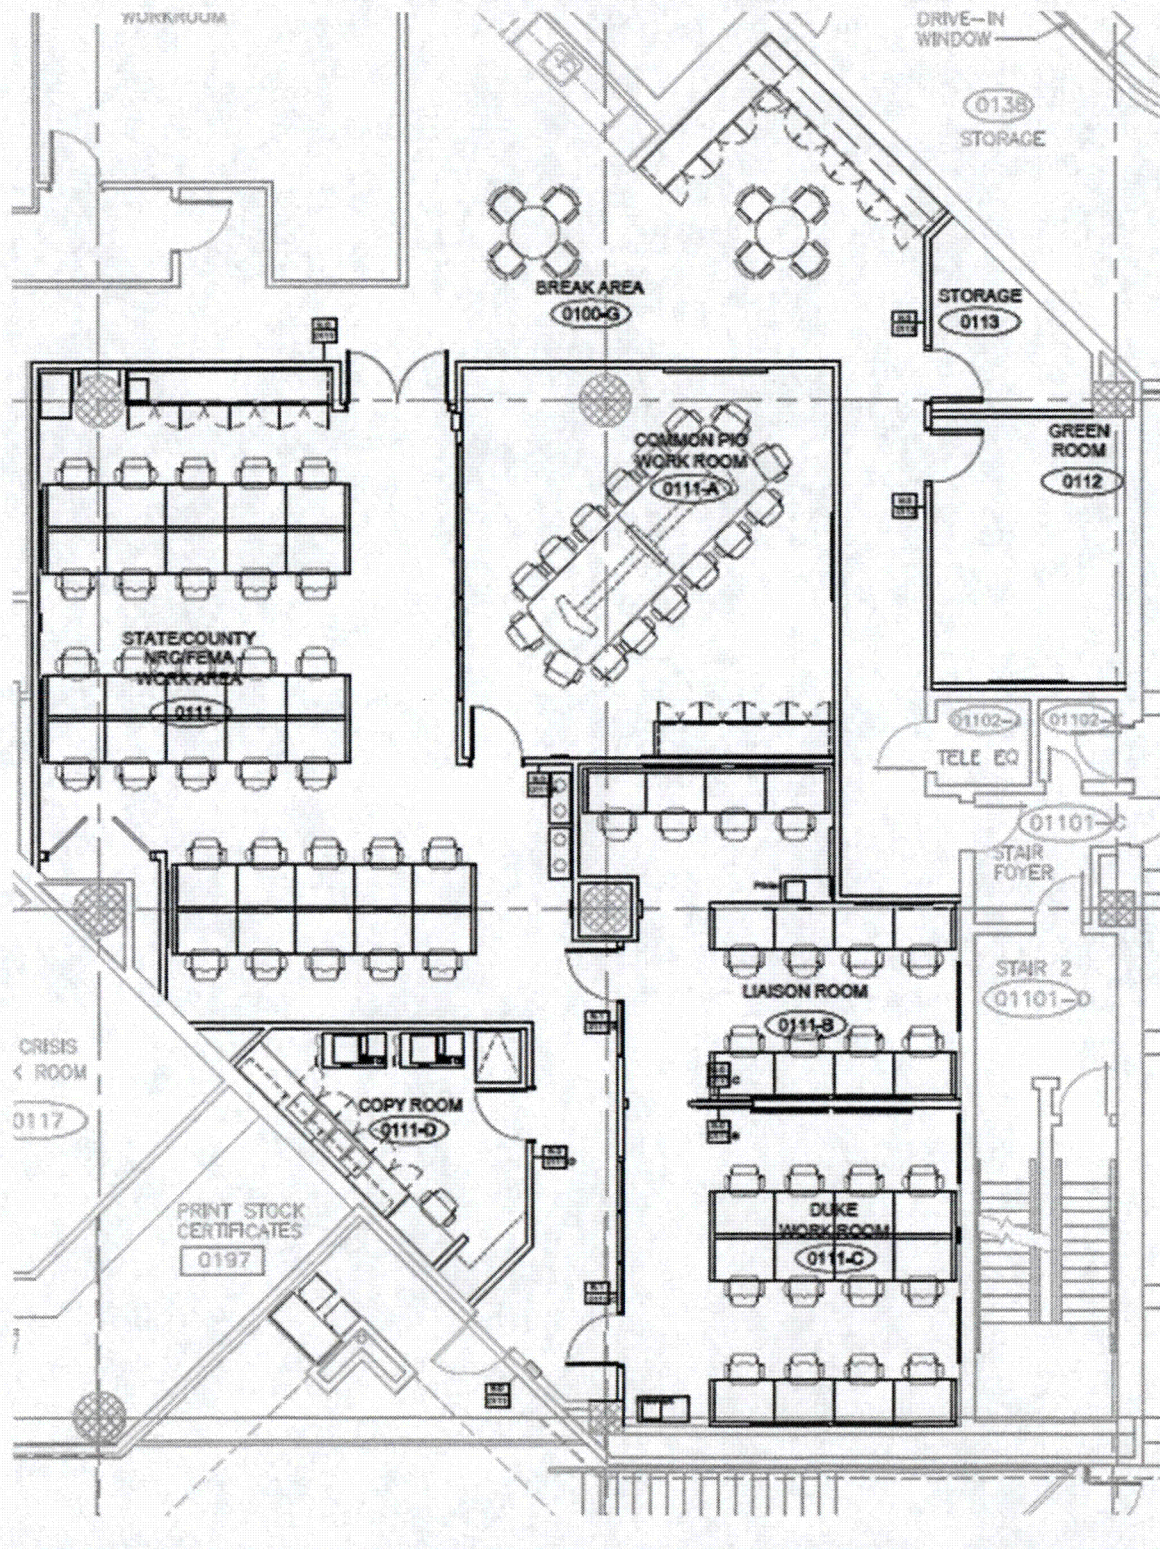 WORKROOM
DRIVE-IN
WINDOW
0138
STORAGE
BREAK AREA
0100-G
STORAGE
0113
COMMON PIO
WORK ROOM
0111-A
GREEN
ROOM
0112
STATE/COUNTY
NRC/FEMA
WORK AREA
0111
01102-
01102-
TELE EQ
01101-C
STAIR
FOYER
LIAISON ROOM
0111-B
STAIR 2
01101-D
CRISIS
K ROOM
0117
COPY ROOM
0111-D
PRINT STOCK
CERTIFICATES
0197
DUKE
WORK ROOM
0111-C